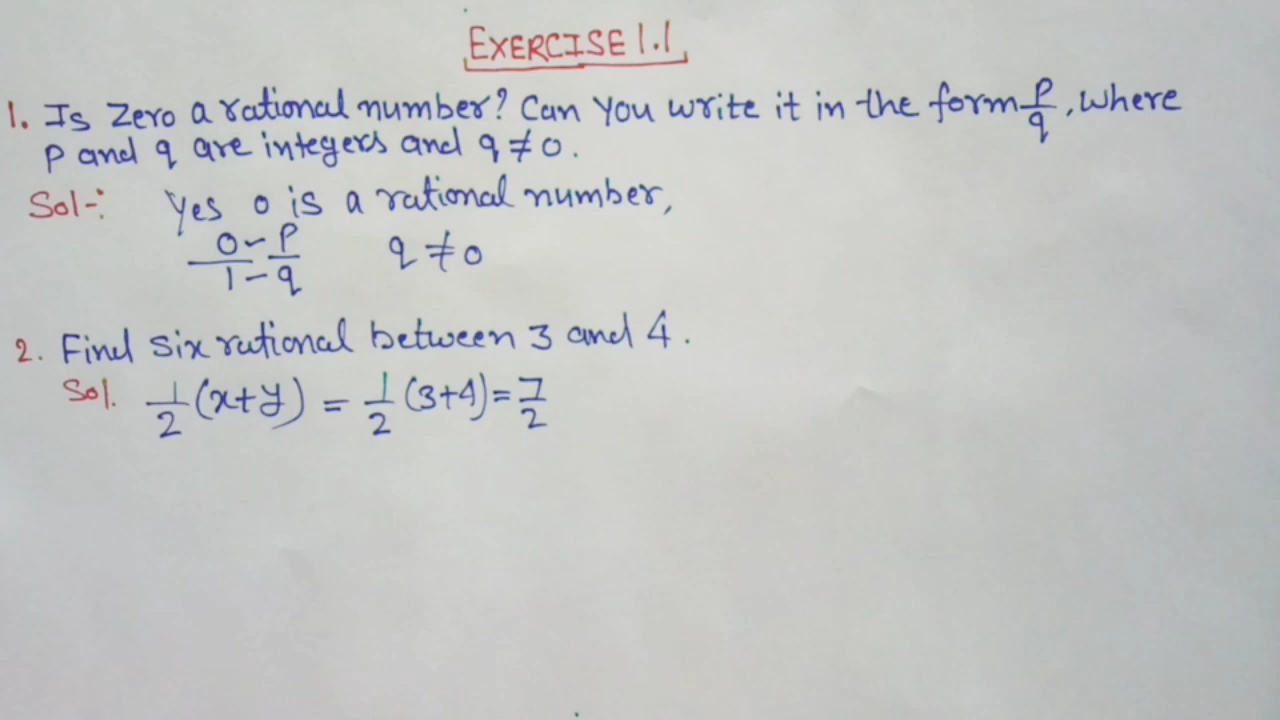 EXERCISE 1.1
1. Is Zero a rational number? Can You write it in the form p/q, where
p and q are integers and q ≠ 0.
Sol-: Yes 0 is a rational number,
0 - p / 1 - q q ≠ 0
2. Find six rational between 3 and 4.
Sol. 1/2 (x+y) = 1/2 (3+4) = 7/2